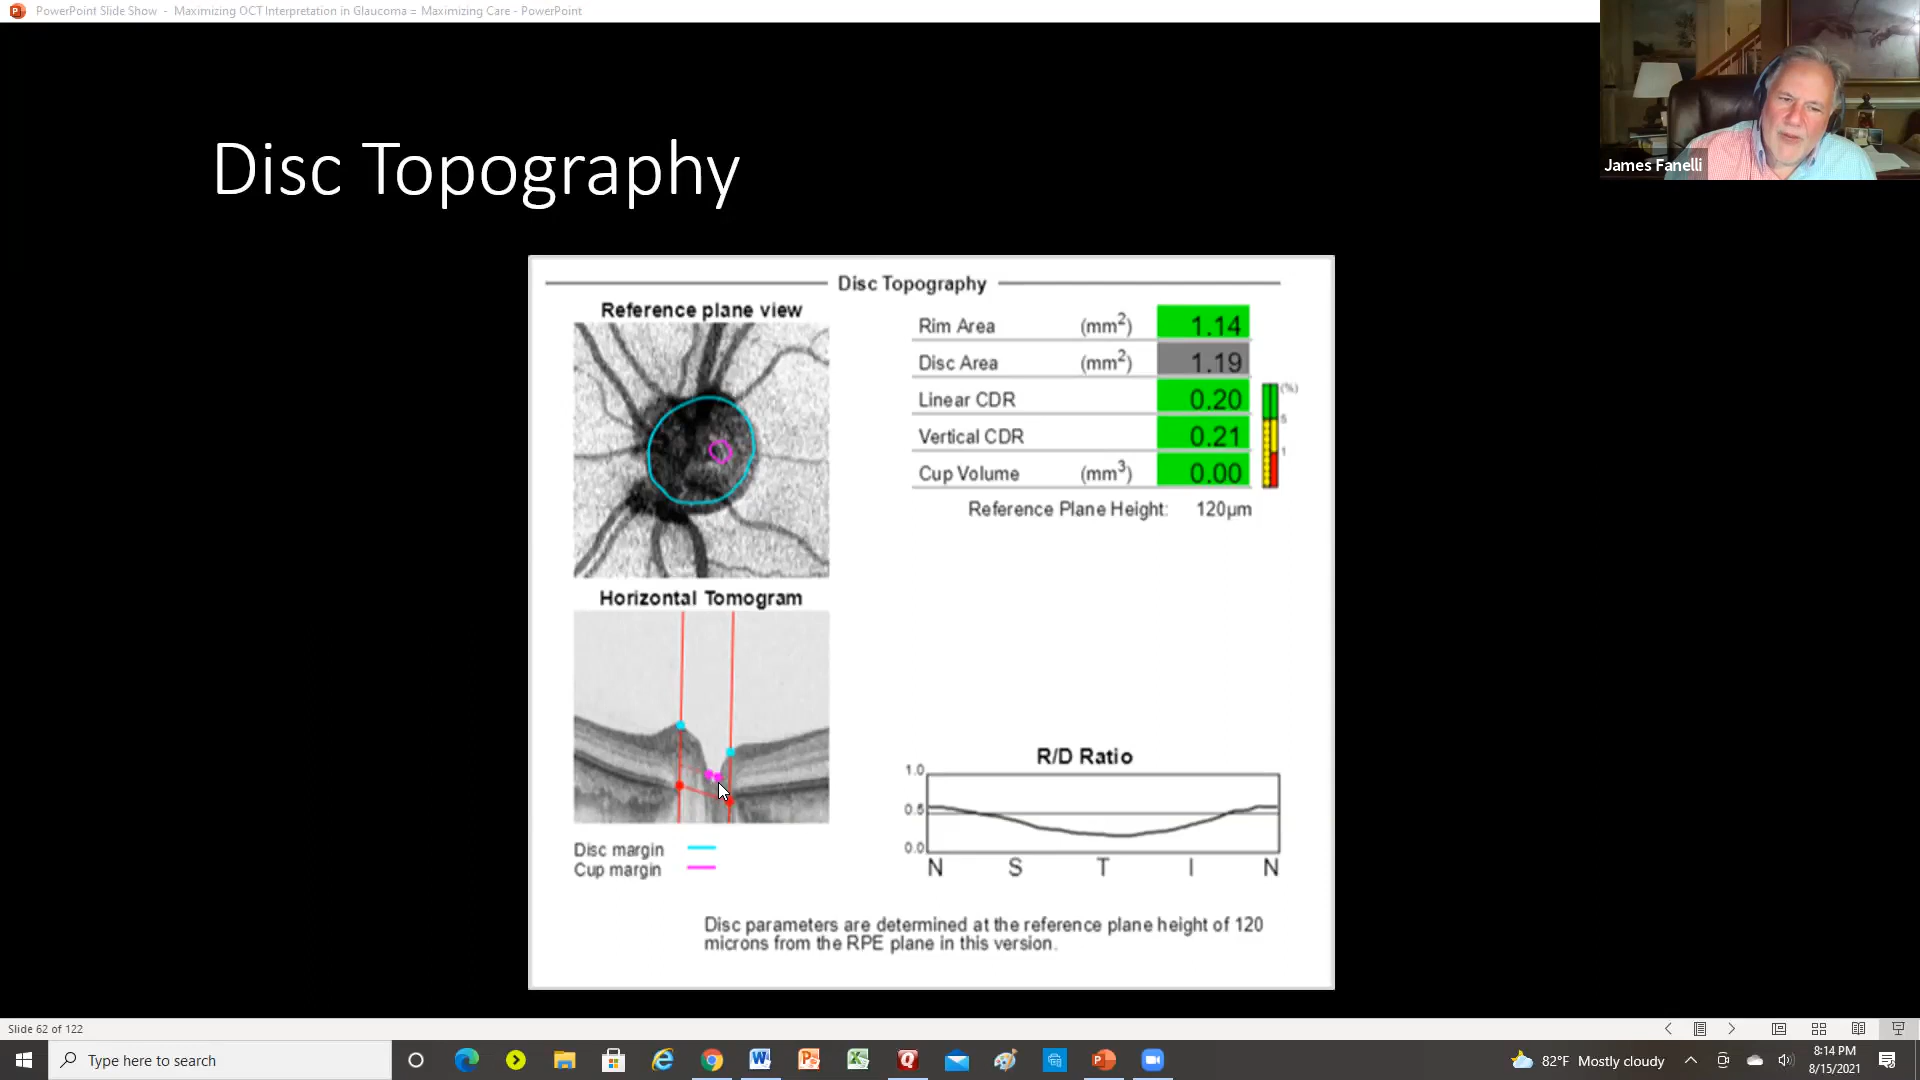 PowerPoint Slide Show - Maximizing OCT Interpretation in Glaucoma = Maximizing Care - PowerPoint
James Fanelli
Disc Topography
Disc Topography
Reference plane view
Rim Area (mm2) 1.14
Disc Area (mm2) 1.19
Linear CDR 0.20
(%)
Vertical CDR 0.21
5
1
Cup Volume (mm3) 0.00
Reference Plane Height: 120µm
Horizontal Tomogram
R/D Ratio
1.0
0.5
0.0
N S T I N
Disc margin
Cup margin
Disc parameters are determined at the reference plane height of 120
microns from the RPE plane in this version.
Slide 62 of 122
Type here to search
82°F Mostly cloudy
8:14 PM
8/15/2021